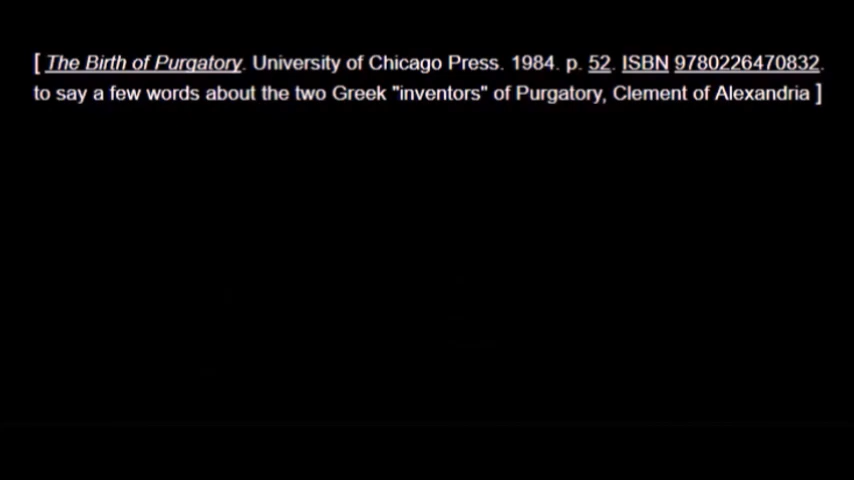 [ The Birth of Purgatory. University of Chicago Press. 1984. p. 52. ISBN 9780226470832.
to say a few words about the two Greek "inventors" of Purgatory, Clement of Alexandria ]